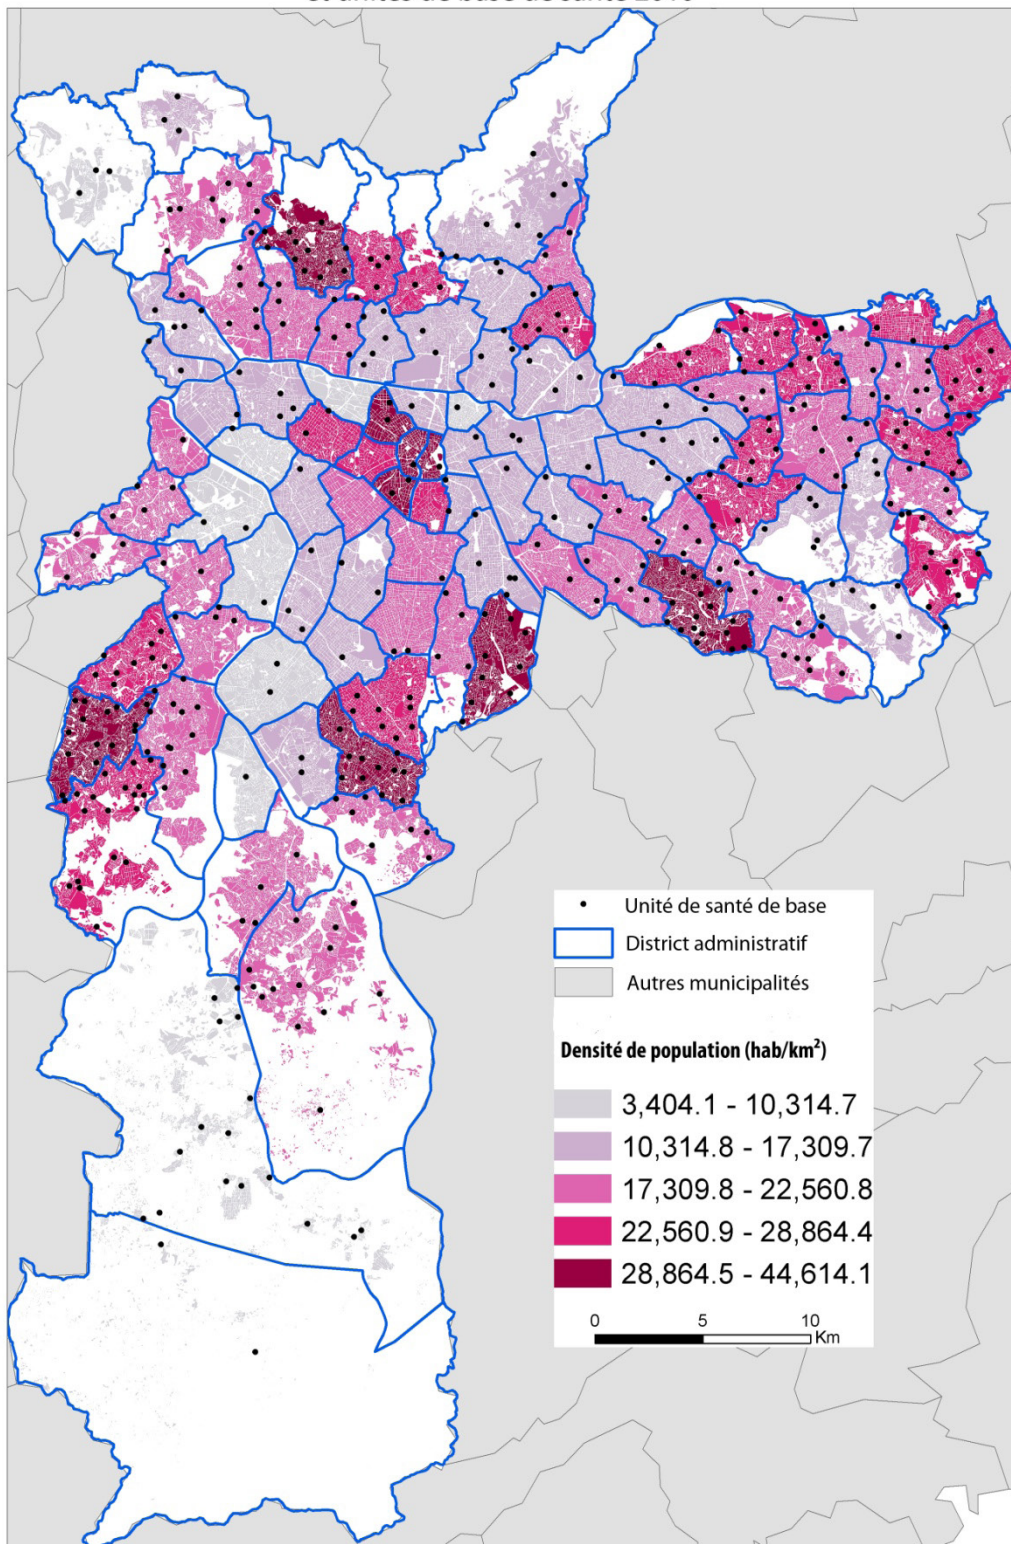 Unité de santé de base
District administratif
Autres municipalités
Densité de population (hab/km²)
3,404.1 - 10,314.7
10,314.8 - 17,309.7
17,309.8 - 22,560.8
22,560.9 - 28,864.4
28,864.5 - 44,614.1
0 5 10
Km